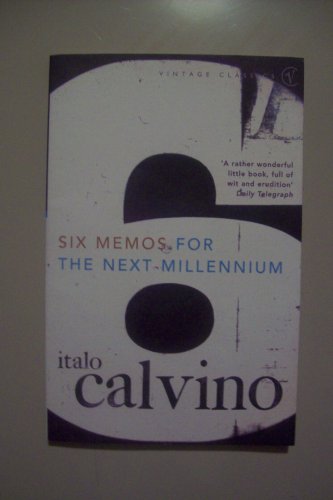 VINTAGE CLASSICS
'A rather wonderful
little book, full of
wit and erudition'
Daily Telegraph
SIX MEMOS FOR
THE NEXT MILLENNIUM
italo
calvino